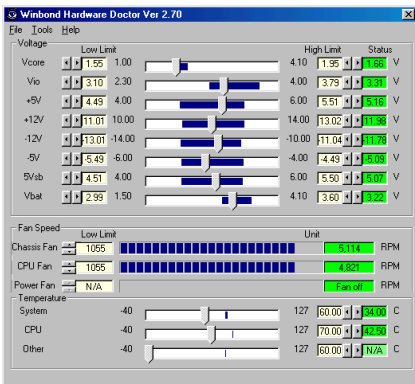 Winbond Hardware Doctor Ver 2.70
File Tools Help
Voltage
Low Limit High Limit Status
Vcore 1.55 1.00 4.10 1.95 1.66 V
Vio 3.10 2.30 4.00 3.79 3.31 V
+5V 4.49 4.00 6.00 5.51 5.16 V
+12V 11.01 10.00 14.00 13.02 11.98 V
-12V -13.01 -14.00 -10.00 -11.04 -11.78 V
-5V -5.49 -6.00 -4.00 -4.49 -5.09 V
5Vsb 4.51 4.00 6.00 5.50 5.07 V
Vbat 2.99 1.50 4.10 3.60 3.22 V
Fan Speed
Low Limit Unit
Chassis Fan 1055 5,114 RPM
CPU Fan 1055 4,821 RPM
Power Fan N/A Fan off RPM
Temperature
System -40 127 60.00 34.00 C
CPU -40 127 70.00 42.50 C
Other -40 127 60.00 N/A C